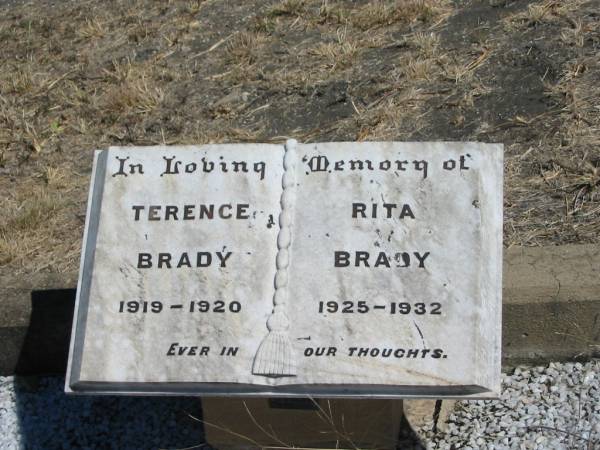 In Loving Memory of
TERENCE RITA
BRADY BRADY
1919 – 1920 1925 – 1932
EVER IN OUR THOUGHTS.